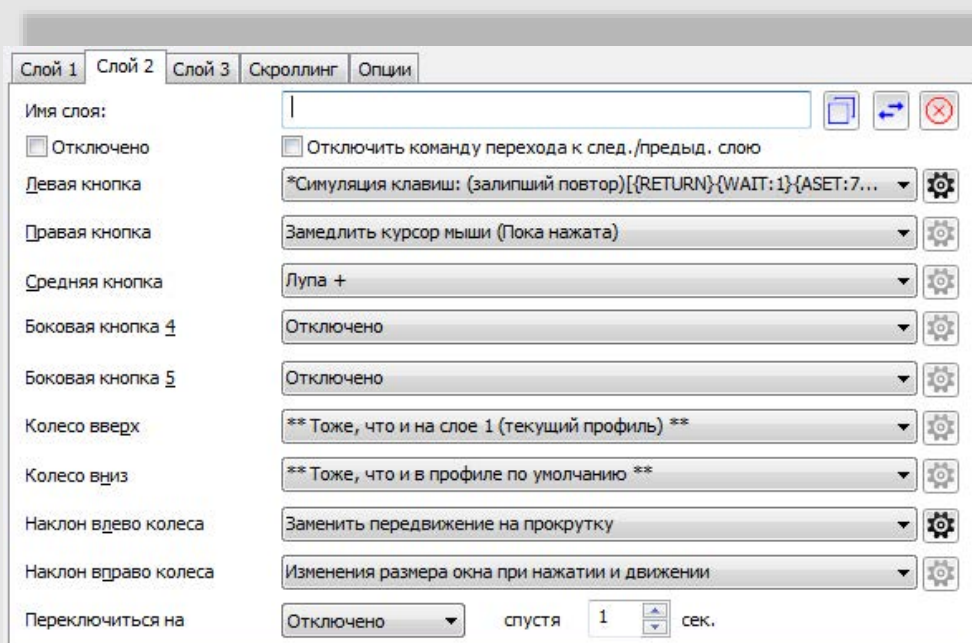 Слой 1 Слой 2 Слой 3 Скроллинг Опции
Имя слоя:
Отключено Отключить команду перехода к след./предыд. слою
Левая кнопка *Симуляция клавиш: (залипший повтор)[{RETURN}{WAIT:1}{ASET:7...
Правая кнопка Замедлить курсор мыши (Пока нажата)
Средняя кнопка Лупа +
Боковая кнопка 4 Отключено
Боковая кнопка 5 Отключено
Колесо вверх ** Тоже, что и на слое 1 (текущий профиль) **
Колесо вниз ** Тоже, что и в профиле по умолчанию **
Наклон влево колеса Заменить передвижение на прокрутку
Наклон вправо колеса Изменения размера окна при нажатии и движении
Переключиться на Отключено спустя 1 сек.